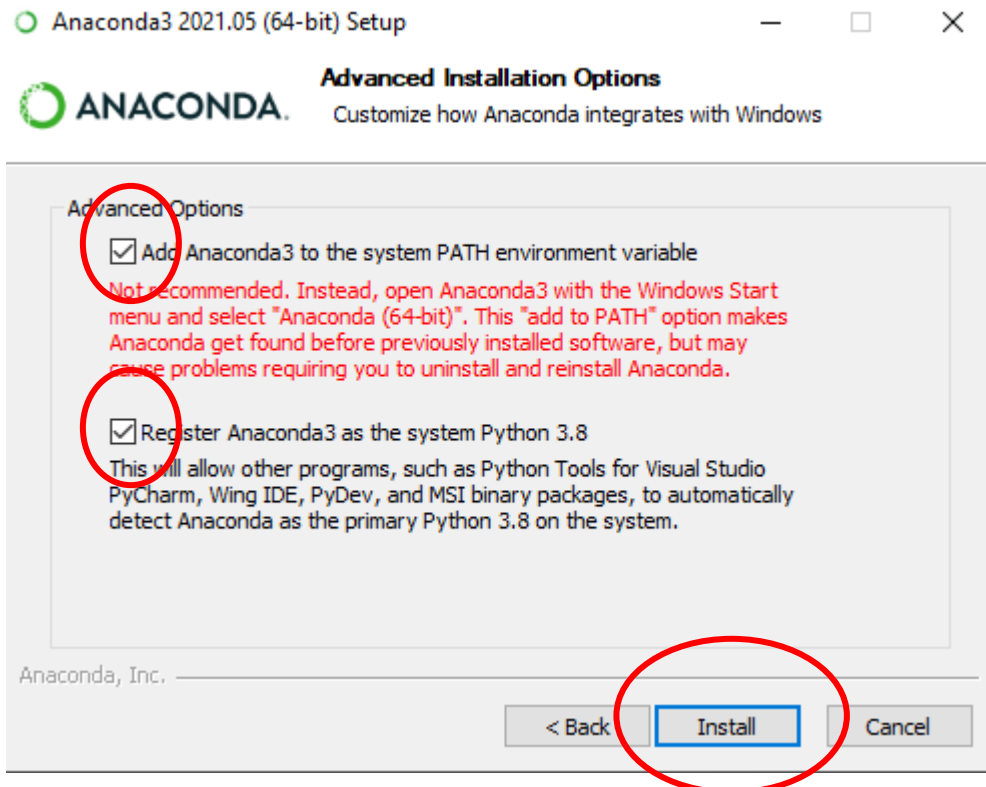 Anaconda3 2021.05 (64-bit) Setup
ANACONDA.
Advanced Installation Options
Customize how Anaconda integrates with Windows
Advanced Options
Add Anaconda3 to the system PATH environment variable
Not recommended. Instead, open Anaconda3 with the Windows Start
menu and select "Anaconda (64-bit)". This "add to PATH" option makes
Anaconda get found before previously installed software, but may
cause problems requiring you to uninstall and reinstall Anaconda.
Register Anaconda3 as the system Python 3.8
This will allow other programs, such as Python Tools for Visual Studio
PyCharm, Wing IDE, PyDev, and MSI binary packages, to automatically
detect Anaconda as the primary Python 3.8 on the system.
Anaconda, Inc.
< Back
Install
Cancel